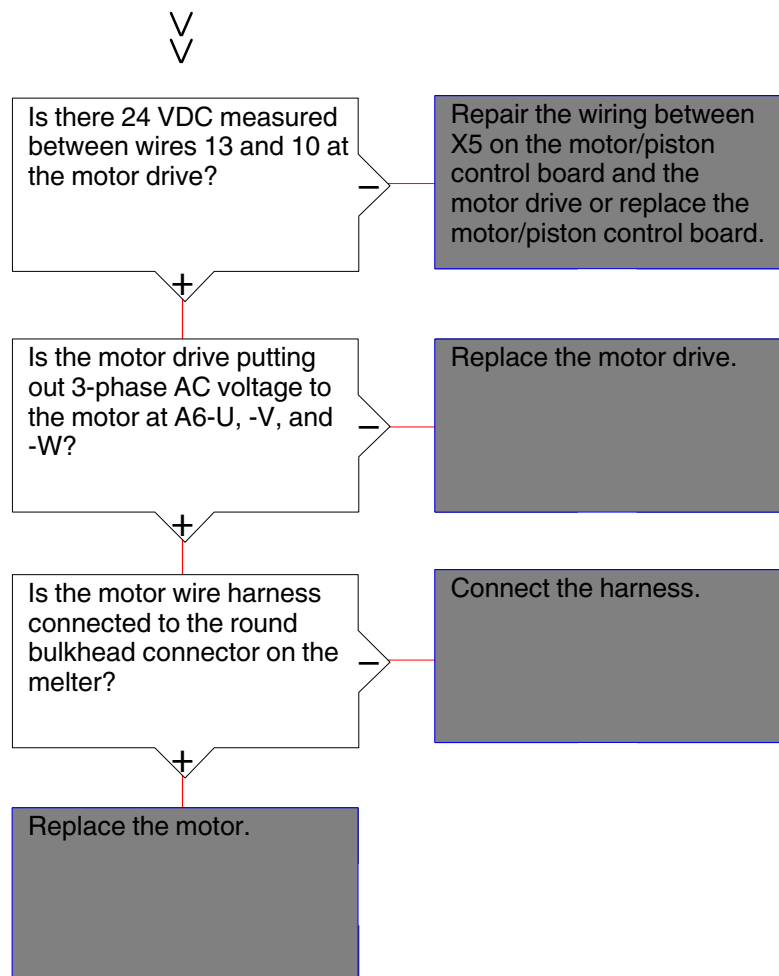 Is there 24 VDC measured
between wires 13 and 10 at
the motor drive?
−
+
Repair the wiring between
X5 on the motor/piston
control board and the
motor drive or replace the
motor/piston control board.
Is the motor drive putting
out 3-phase AC voltage to
the motor at A6-U, -V, and
-W?
−
+
Replace the motor drive.
Is the motor wire harness
connected to the round
bulkhead connector on the
melter?
−
+
Connect the harness.
Replace the motor.